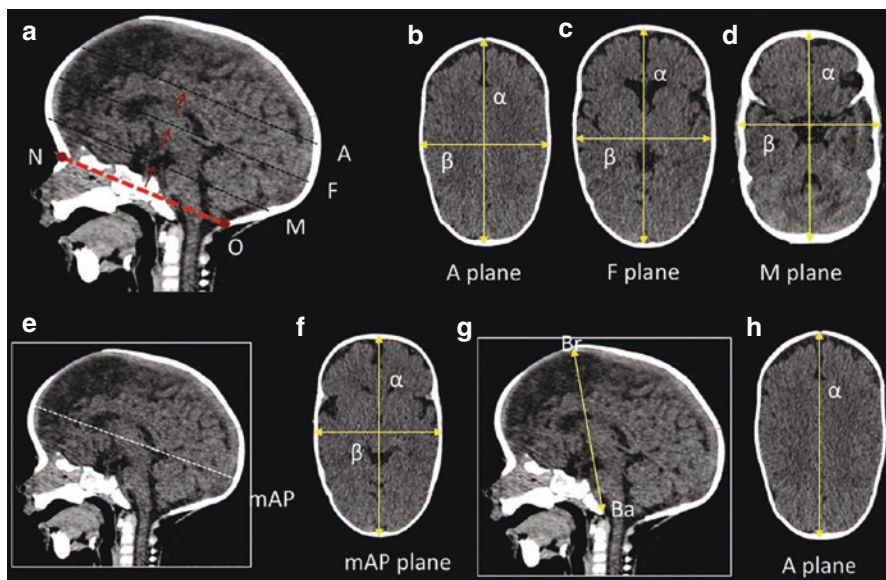 a
N
A
F
M
O
b
α
β
A plane
c
α
β
F plane
d
α
β
M plane
e
mAP
f
α
β
mAP plane
g
Br
Ba
h
α
A plane